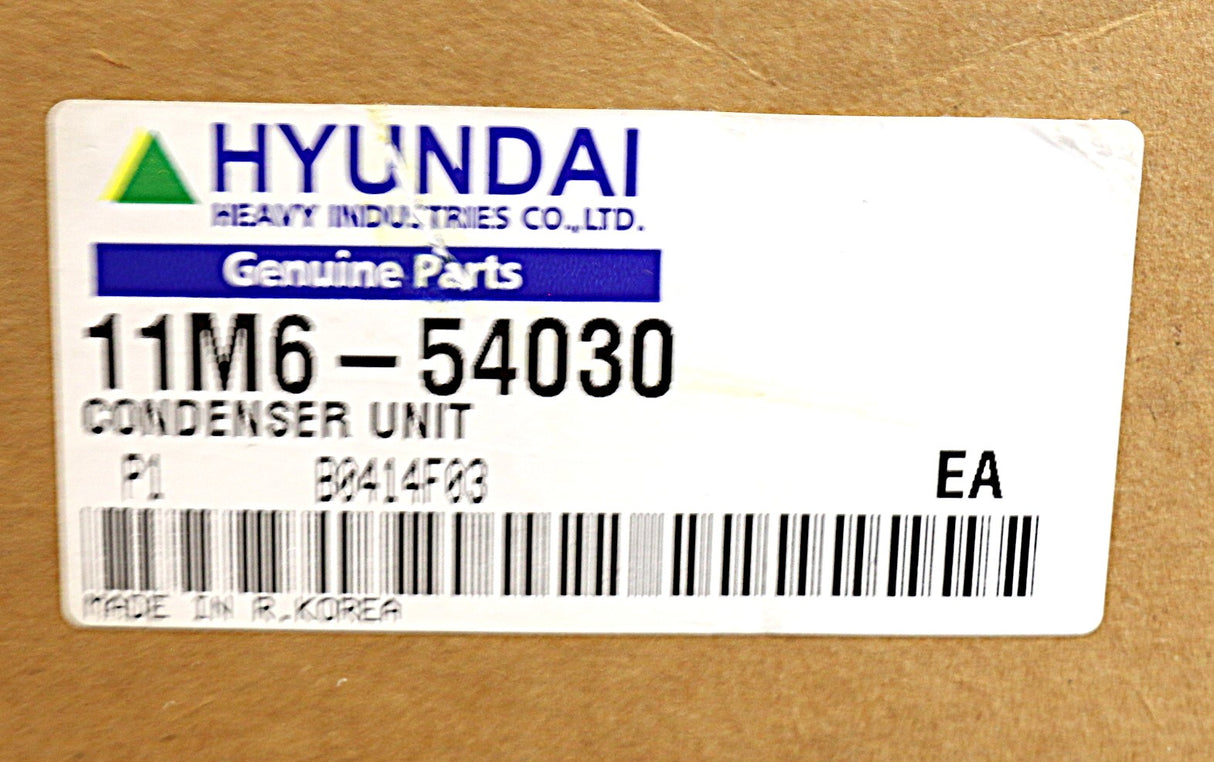 HYUNDAI
HEAVY INDUSTRIES CO.,LTD.
Genuine Parts
11M6-54030
CONDENSER UNIT
P1 B0414F03 EA
MADE IN R.KOREA